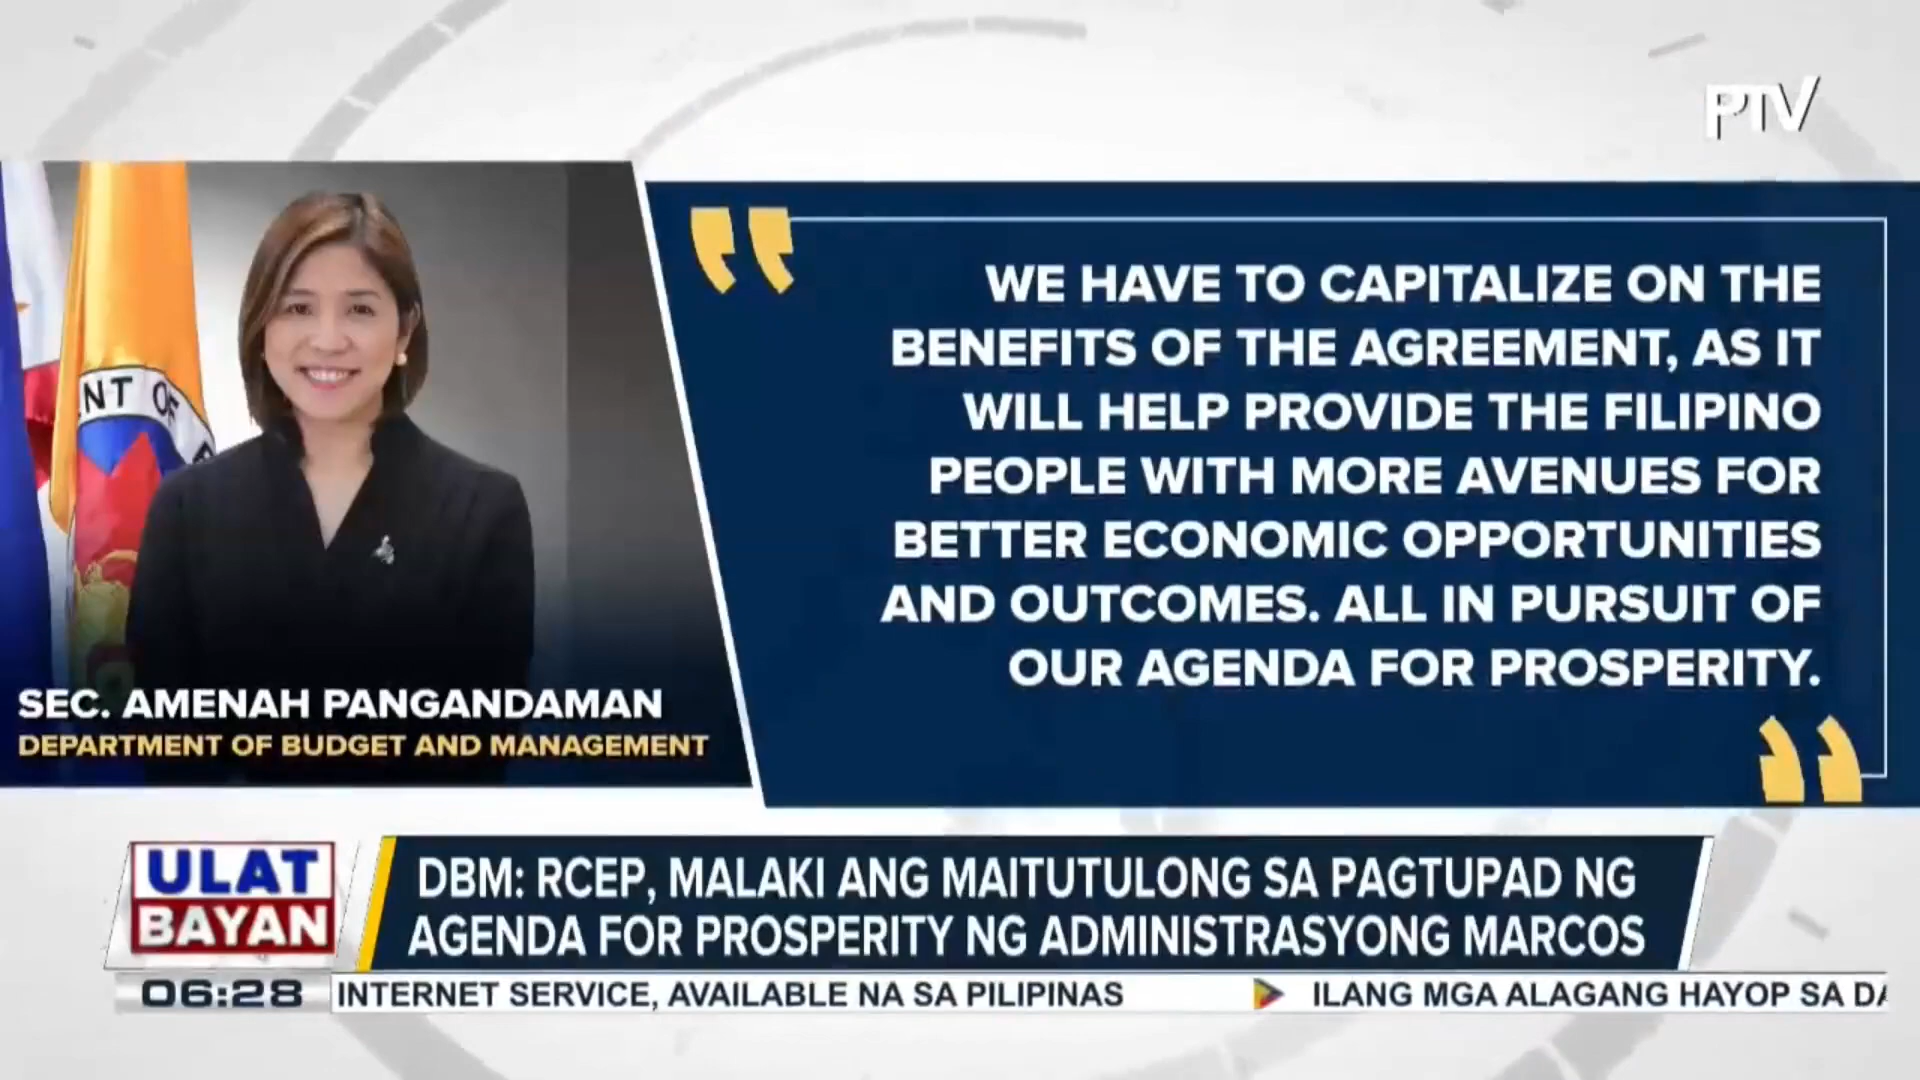 PTV
NT OF
WE HAVE TO CAPITALIZE ON THE
BENEFITS OF THE AGREEMENT, AS IT
WILL HELP PROVIDE THE FILIPINO
PEOPLE WITH MORE AVENUES FOR
BETTER ECONOMIC OPPORTUNITIES
AND OUTCOMES. ALL IN PURSUIT OF
OUR AGENDA FOR PROSPERITY.
SEC. AMENAH PANGANDAMAN
DEPARTMENT OF BUDGET AND MANAGEMENT
ULAT
BAYAN
DBM: RCEP, MALAKI ANG MAITUTULONG SA PAGTUPAD NG
AGENDA FOR PROSPERITY NG ADMINISTRASYONG MARCOS
06:28
INTERNET SERVICE, AVAILABLE NA SA PILIPINAS
ILANG MGA ALAGANG HAYOP SA DA